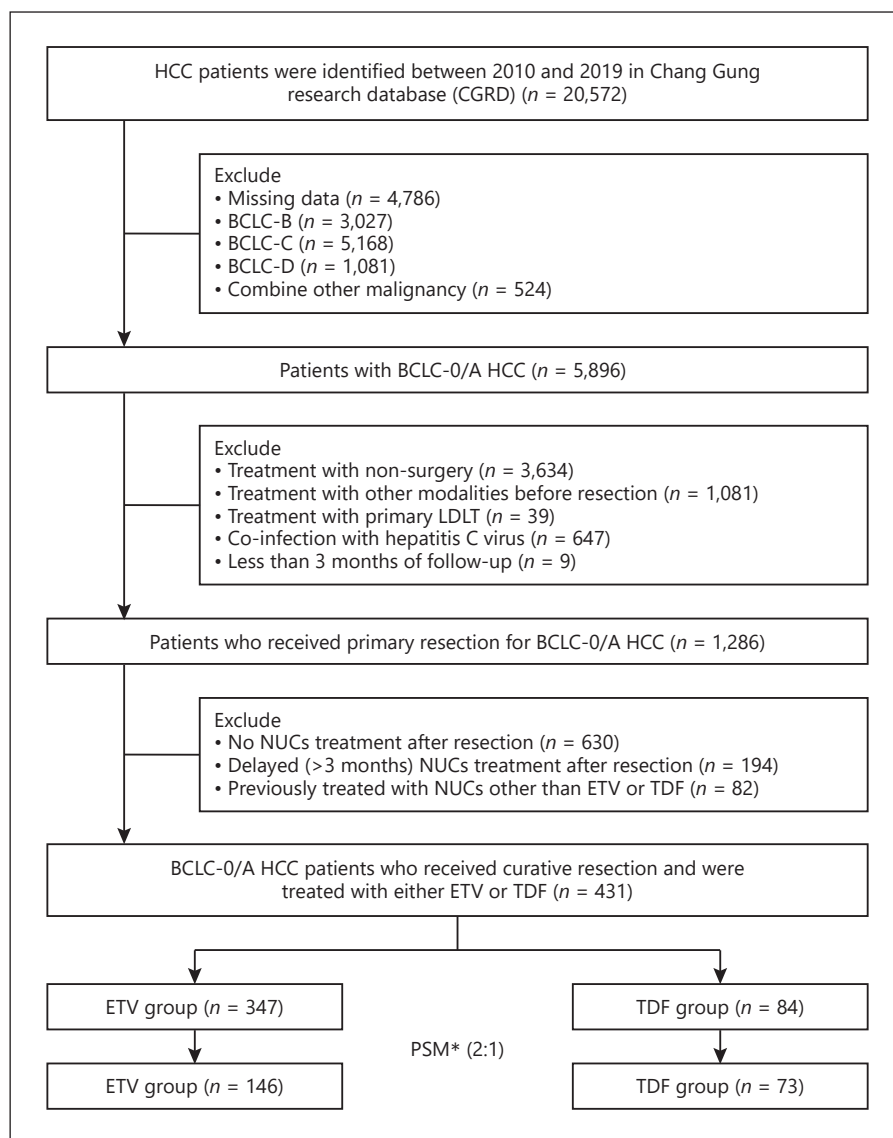 HCC patients were identified between 2010 and 2019 in Chang Gung
research database (CGRD) (n = 20,572)
Exclude
• Missing data (n = 4,786)
• BCLC-B (n = 3,027)
• BCLC-C (n = 5,168)
• BCLC-D (n = 1,081)
• Combine other malignancy (n = 524)
Patients with BCLC-0/A HCC (n = 5,896)
Exclude
• Treatment with non-surgery (n = 3,634)
• Treatment with other modalities before resection (n = 1,081)
• Treatment with primary LDLT (n = 39)
• Co-infection with hepatitis C virus (n = 647)
• Less than 3 months of follow-up (n = 9)
Patients who received primary resection for BCLC-0/A HCC (n = 1,286)
Exclude
• No NUCs treatment after resection (n = 630)
• Delayed (>3 months) NUCs treatment after resection (n = 194)
• Previously treated with NUCs other than ETV or TDF (n = 82)
BCLC-0/A HCC patients who received curative resection and were
treated with either ETV or TDF (n = 431)
ETV group (n = 347)
TDF group (n = 84)
PSM* (2:1)
ETV group (n = 146)
TDF group (n = 73)